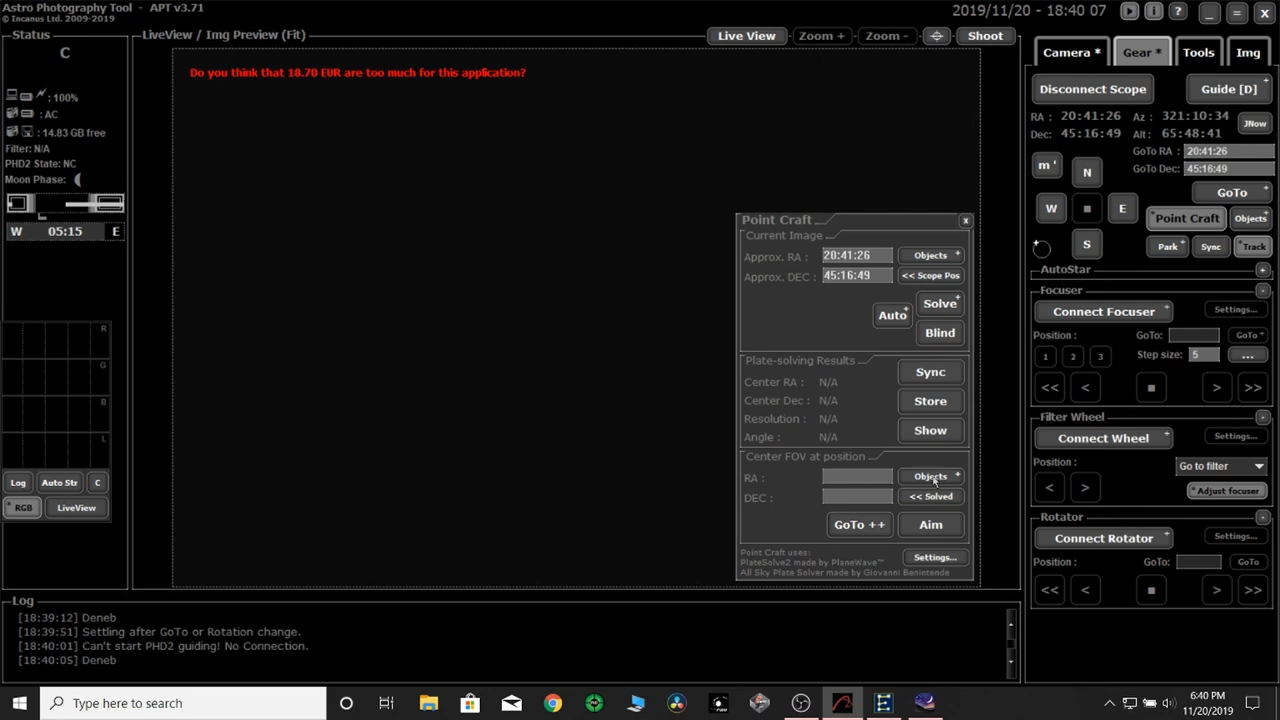 Astro Photography Tool - APT v3.71
© Incanus Ltd. 2009-2019
2019/11/20 - 18:40 07
i
?
X
Status
C
: 100%
: AC
: 14.83 GB free
Filter: N/A
PHD2 State: NC
Moon Phase:
W 05:15 E
R
G
B
L
Log
Auto Str
C
RGB
LiveView
LiveView / Img Preview (Fit)
Live View
Zoom +
Zoom -
Shoot
Do you think that 18.70 EUR are too much for this application?
Point Craft
x
Current Image
Approx. RA : 20:41:26 Objects +
Approx. DEC : 45:16:49 << Scope Pos
Auto+
Solve+
Blind
Plate-solving Results
Sync
Center RA : N/A
Center Dec : N/A
Store
Resolution : N/A
Show
Angle : N/A
Center FOV at position
RA : Objects +
DEC : << Solved
GoTo ++
Aim
Point Craft uses:
PlateSolve2 made by PlaneWave™
All Sky Plate Solver made by Giovanni Benintende
Settings...
Camera *
Gear *
Tools
Img
Disconnect Scope
Guide [D]
RA : 20:41:26 Az : 321:10:34
Dec: 45:16:49 Alt : 65:48:41
JNow
GoTo RA : 20:41:26
GoTo Dec: 45:16:49
m '
N
GoTo +
W
E
*Point Craft
Objects+
S
Park+
Sync
*Track
AutoStar
Focuser
Connect Focuser +
Settings...
Position : GoTo: GoTo +
1 2 3 Step size: 5 ...
<< < ■ > >>
Filter Wheel
Connect Wheel +
Settings...
Position :
Go to filter
< >
* Adjust focuser
Rotator
Connect Rotator +
Settings...
Position : GoTo: GoTo
<< < ■ > >>
Log
[18:39:12] Deneb
[18:39:51] Settling after GoTo or Rotation change.
[18:40:01] Can't start PHD2 guiding! No Connection.
[18:40:05] Deneb
Type here to search
6:40 PM
11/20/2019